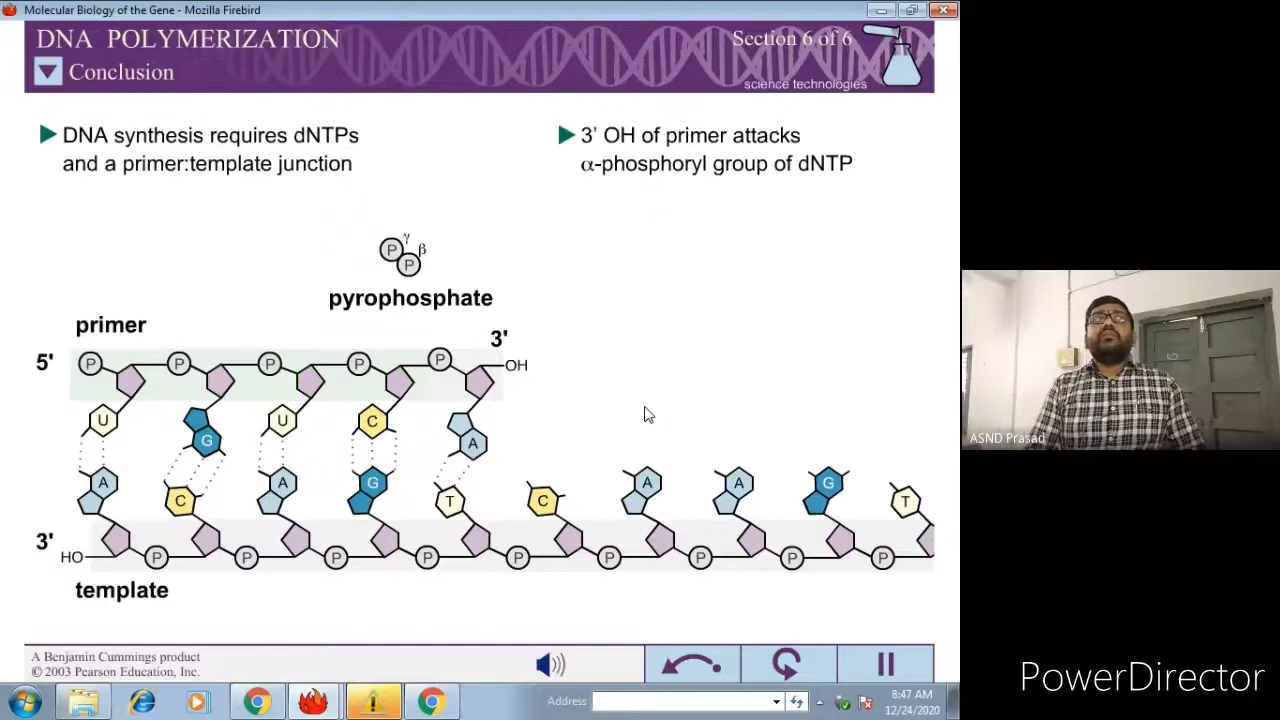 Molecular Biology of the Gene - Mozilla Firebird
DNA POLYMERIZATION
Section 6 of 6
Conclusion
science technologies
DNA synthesis requires dNTPs
and a primer:template junction
3’ OH of primer attacks
α-phosphoryl group of dNTP
γ
P
β
P
pyrophosphate
primer
3'
5'
P P P P P
OH
U G U C A
A C A G T C A A G T
3'
HO
P P P P P P P P P
template
ASND Prasad
A Benjamin Cummings product
© 2003 Pearson Education, Inc.
PowerDirector
Address
8:47 AM
12/24/2020